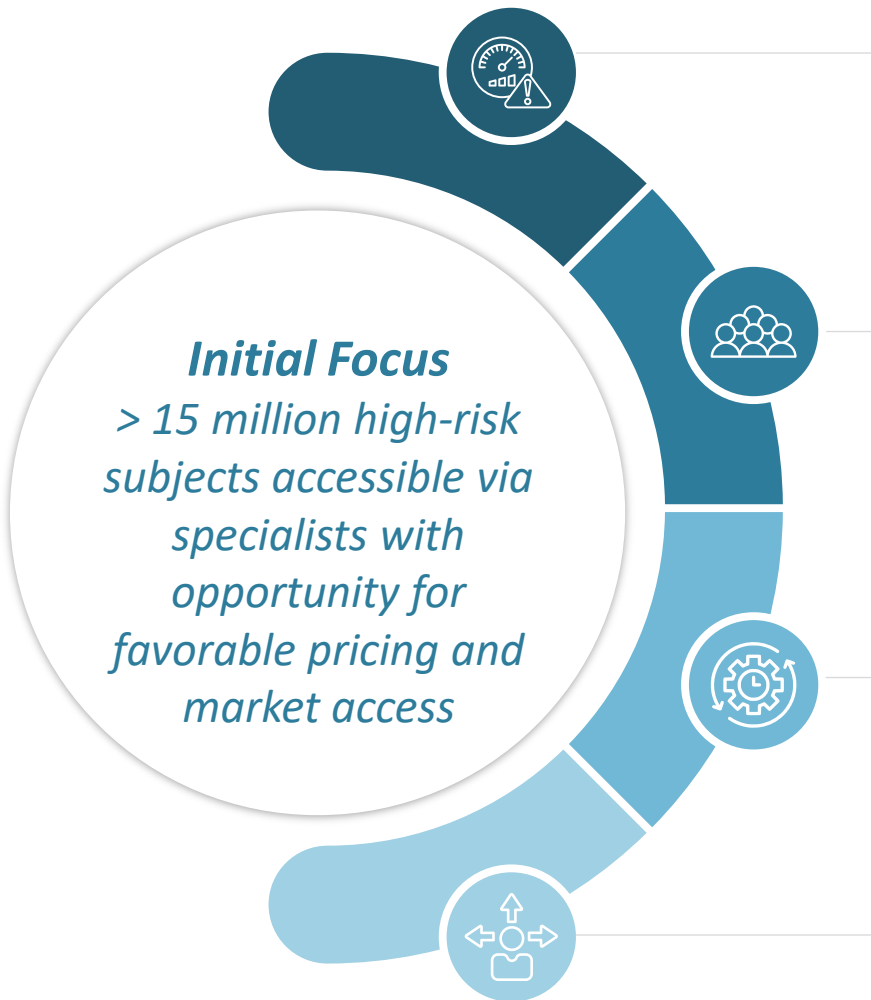 Initial Focus
> 15 million high-risk
subjects accessible via
specialists with
opportunity for
favorable pricing and
market access